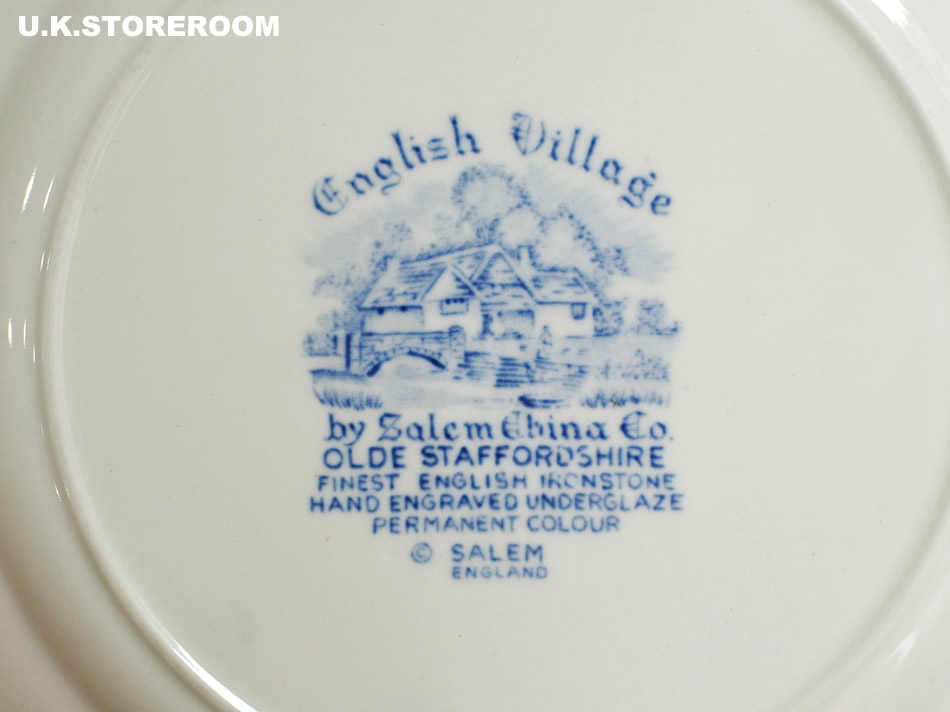 U.K.STOREROOM
English Village
by Salem China Co.
OLDE STAFFORDSHIRE
FINEST ENGLISH IRONSTONE
HAND ENGRAVED UNDERGLAZE
PERMANENT COLOUR
© SALEM
ENGLAND